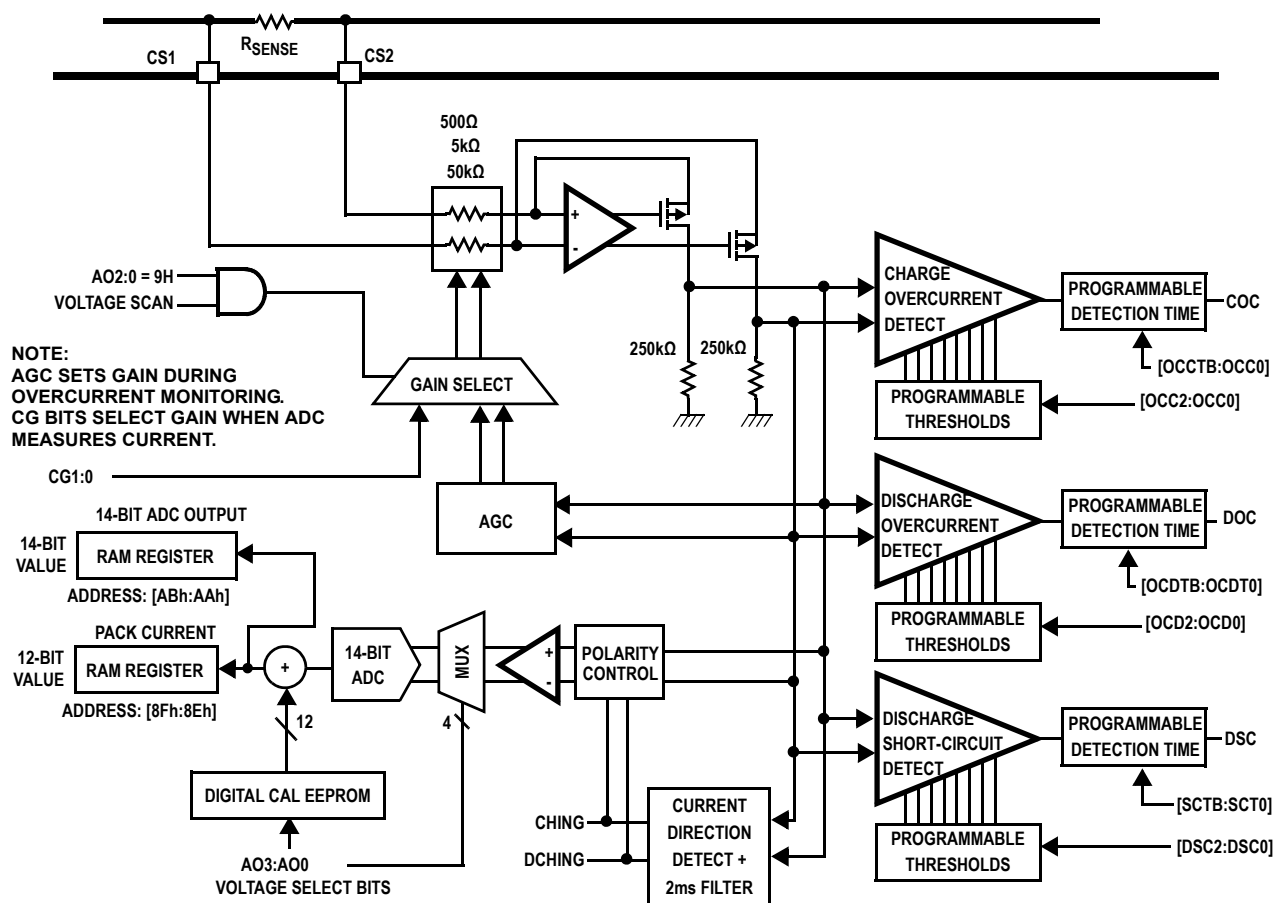 RSENSE
CS1
CS2
500Ω
5kΩ
50kΩ
+
-
AO2:0 = 9H
VOLTAGE SCAN
NOTE:
AGC SETS GAIN DURING
OVERCURRENT MONITORING.
CG BITS SELECT GAIN WHEN ADC
MEASURES CURRENT.
GAIN SELECT
250kΩ
250kΩ
CG1:0
AGC
CHARGE
OVERCURRENT
DETECT
PROGRAMMABLE
DETECTION TIME
COC
[OCCTB:OCC0]
PROGRAMMABLE
THRESHOLDS
[OCC2:OCC0]
DISCHARGE
OVERCURRENT
DETECT
PROGRAMMABLE
DETECTION TIME
DOC
[OCDTB:OCDT0]
PROGRAMMABLE
THRESHOLDS
[OCD2:OCD0]
14-BIT ADC OUTPUT
14-BIT
VALUE
RAM REGISTER
ADDRESS: [ABh:AAh]
PACK CURRENT
12-BIT
VALUE
RAM REGISTER
ADDRESS: [8Fh:8Eh]
+
14-BIT
ADC
MUX
+
-
POLARITY
CONTROL
12
4
DIGITAL CAL EEPROM
AO3:AO0
VOLTAGE SELECT BITS
CHING
DCHING
CURRENT
DIRECTION
DETECT +
2ms FILTER
DISCHARGE
SHORT-CIRCUIT
DETECT
PROGRAMMABLE
DETECTION TIME
DSC
[SCTB:SCT0]
PROGRAMMABLE
THRESHOLDS
[DSC2:DSC0]